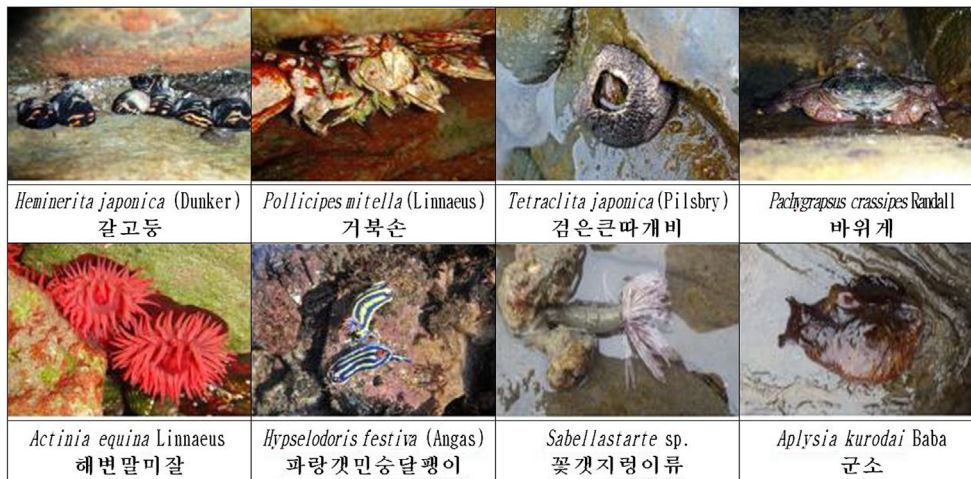 Heminerita japonica (Dunker)
갈고둥
Pollicipes mitella (Linnaeus)
거북손
Tetraclita japonica (Pilsbry)
검은큰따개비
Pachygrapsus crassipes Randall
바위게
Actinia equina Linnaeus
해변말미잘
Hypselodoris festiva (Angas)
파랑갯민숭달팽이
Sabellastarte sp.
꽃갯지렁이류
Aplysia kurodai Baba
군소